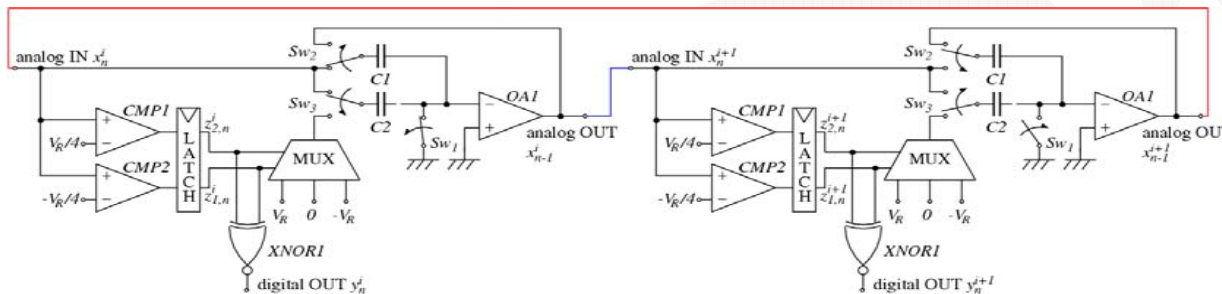 analog IN x_n^i
Sw2
C1
Sw3
C2
OA1
analog OUT
x_{n-1}^i
Sw1
CMP1
V_R/4
CMP2
-V_R/4
LATCH
z_{2,n}^i
z_{1,n}^i
MUX
V_R 0 -V_R
XNOR1
digital OUT y_n^i
analog IN x_n^{i+1}
Sw2
C1
Sw3
C2
OA1
analog OUT
x_{n-1}^{i+1}
Sw1
CMP1
V_R/4
CMP2
-V_R/4
LATCH
z_{2,n}^{i+1}
z_{1,n}^{i+1}
MUX
V_R 0 -V_R
XNOR1
digital OUT y_n^{i+1}